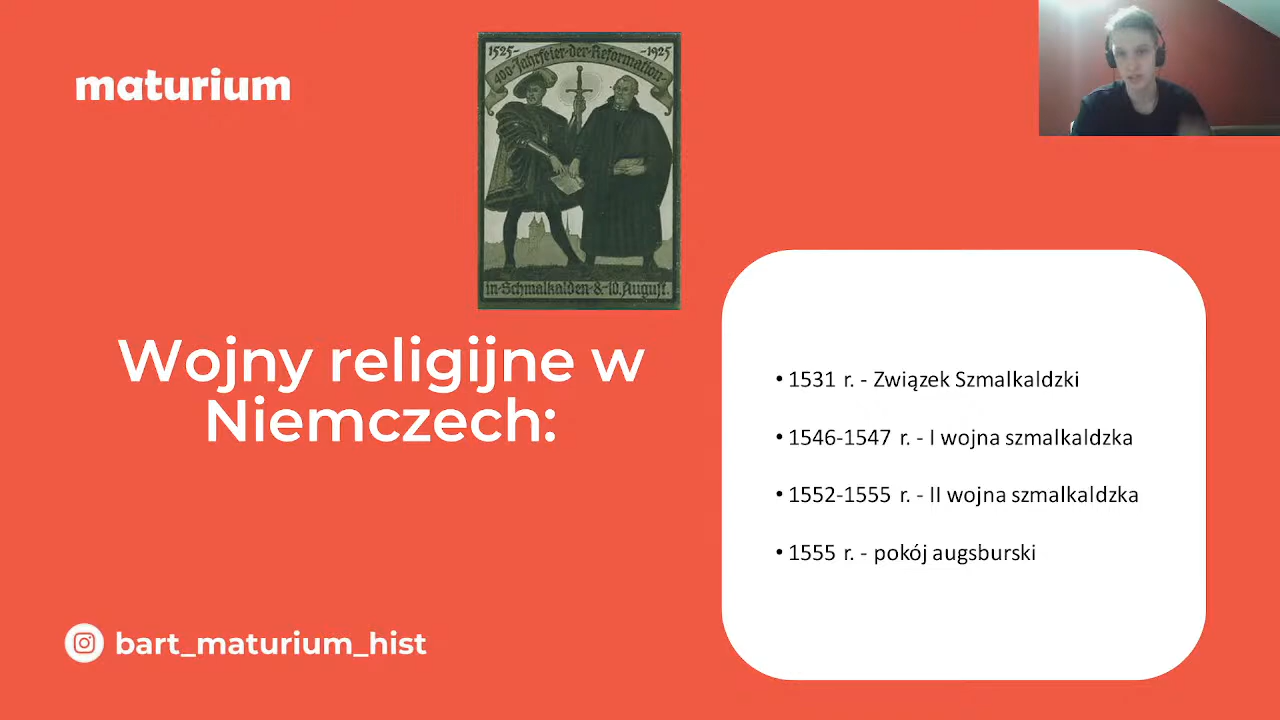 maturium
1525- -1925
400-Jahrfeier-der-Reformation-
in-Schmalkalden-8-10.August.
Wojny religijne w
Niemczech:
• 1531 r. - Związek Szmalkaldzki
• 1546-1547 r. - I wojna szmalkaldzka
• 1552-1555 r. - II wojna szmalkaldzka
• 1555 r. - pokój augsburski
bart_maturium_hist